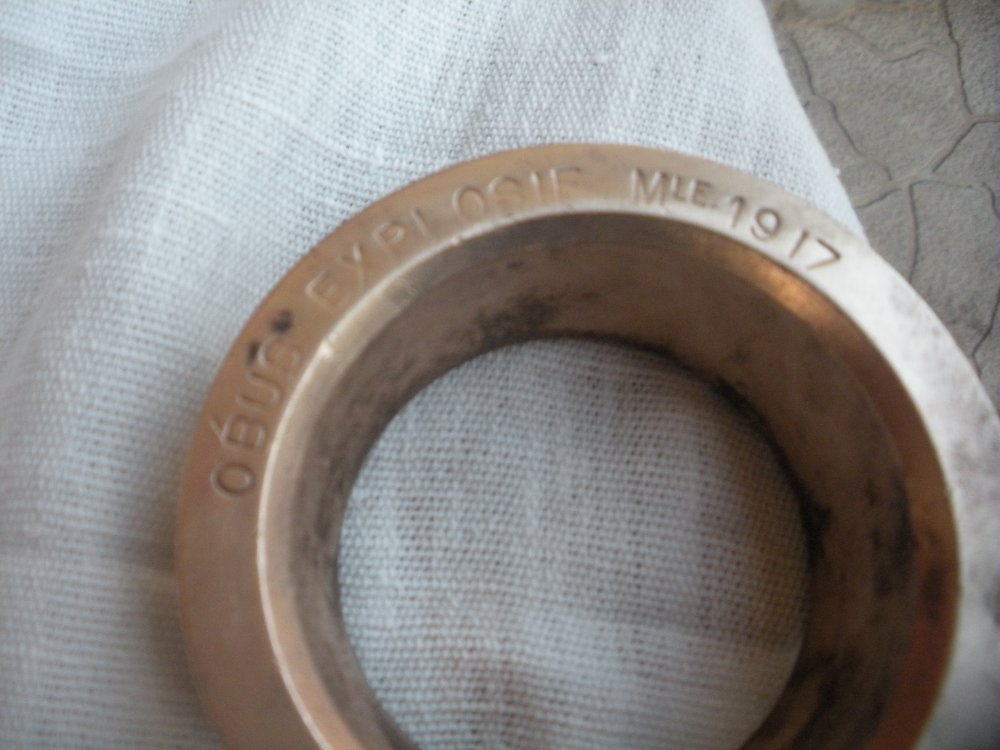 OBUS EXPLOSIF MLE. 1917